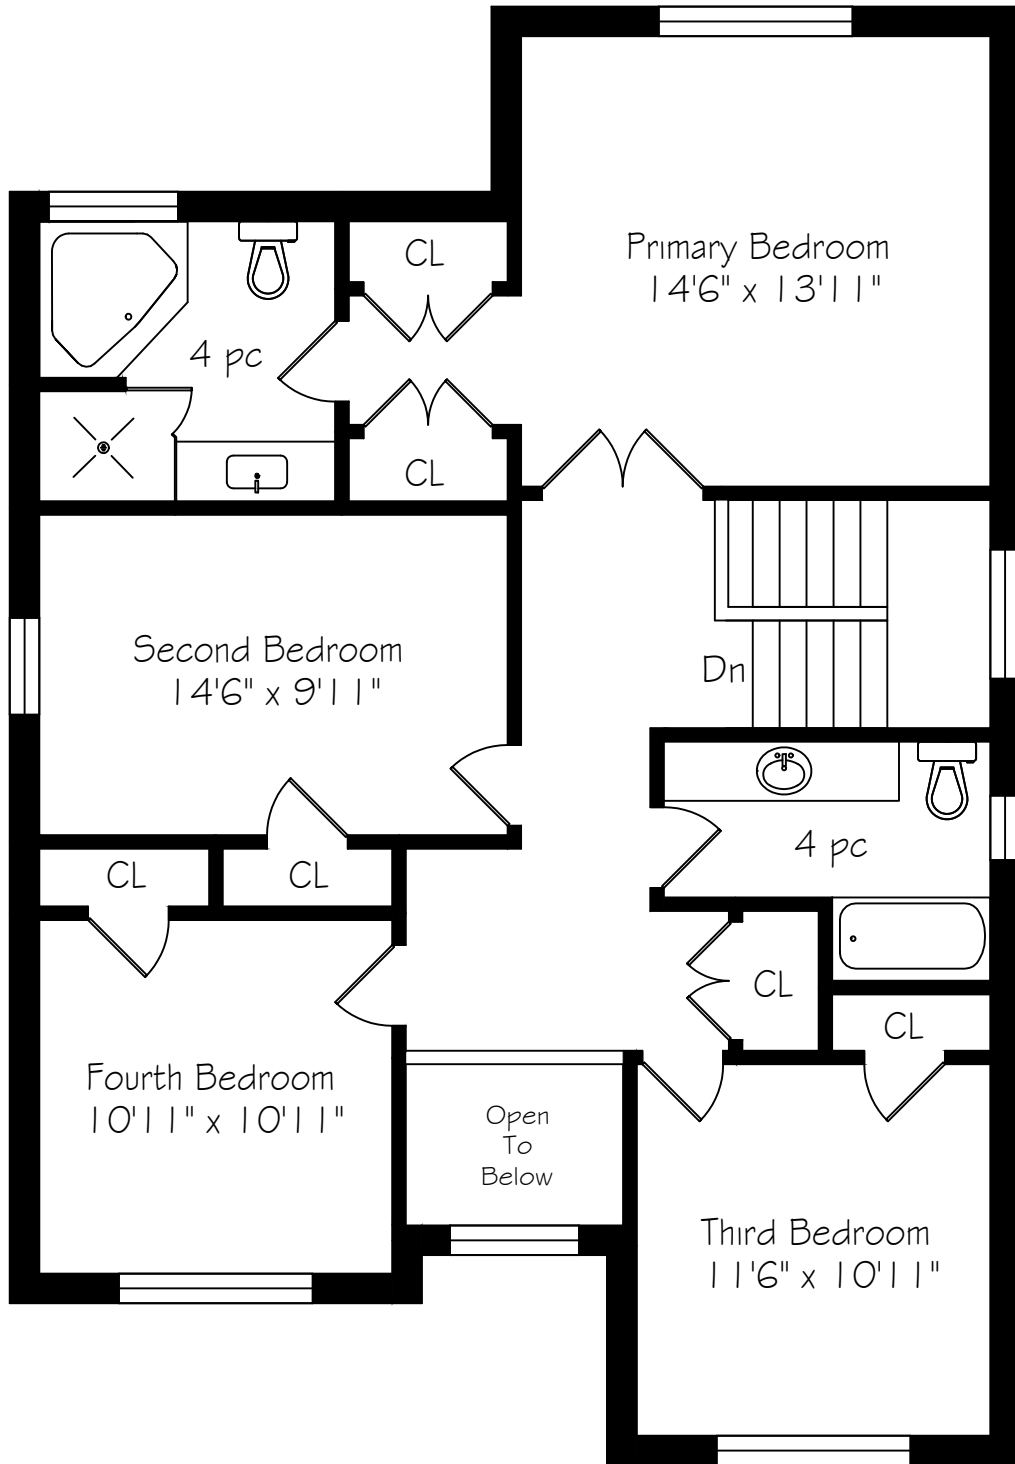 CL
Primary Bedroom
14'6" x 13'11"
4 pc
CL
Second Bedroom
14'6" x 9'11"
Dn
4 pc
CL
CL
CL
CL
Fourth Bedroom
10'11" x 10'11"
Open
To
Below
Third Bedroom
11'6" x 10'11"